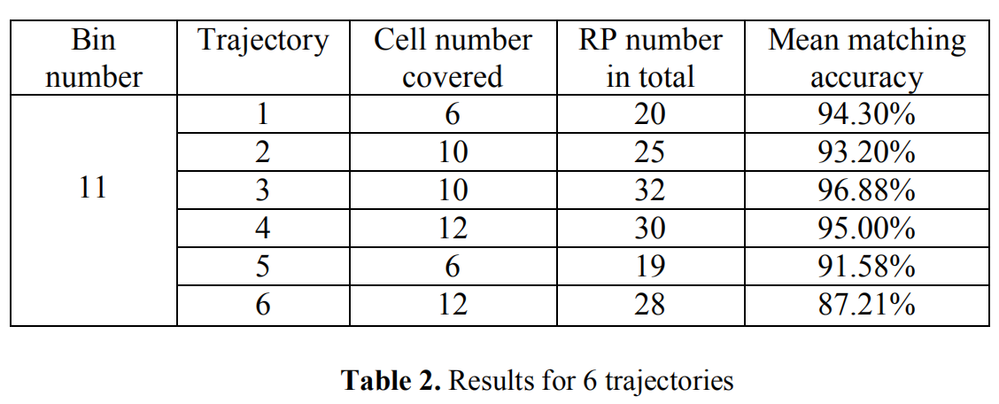 Bin number Trajectory Cell number covered RP number in total Mean matching accuracy
11
1 6 20 94.30%
2 10 25 93.20%
3 10 32 96.88%
4 12 30 95.00%
5 6 19 91.58%
6 12 28 87.21%
Table 2. Results for 6 trajectories